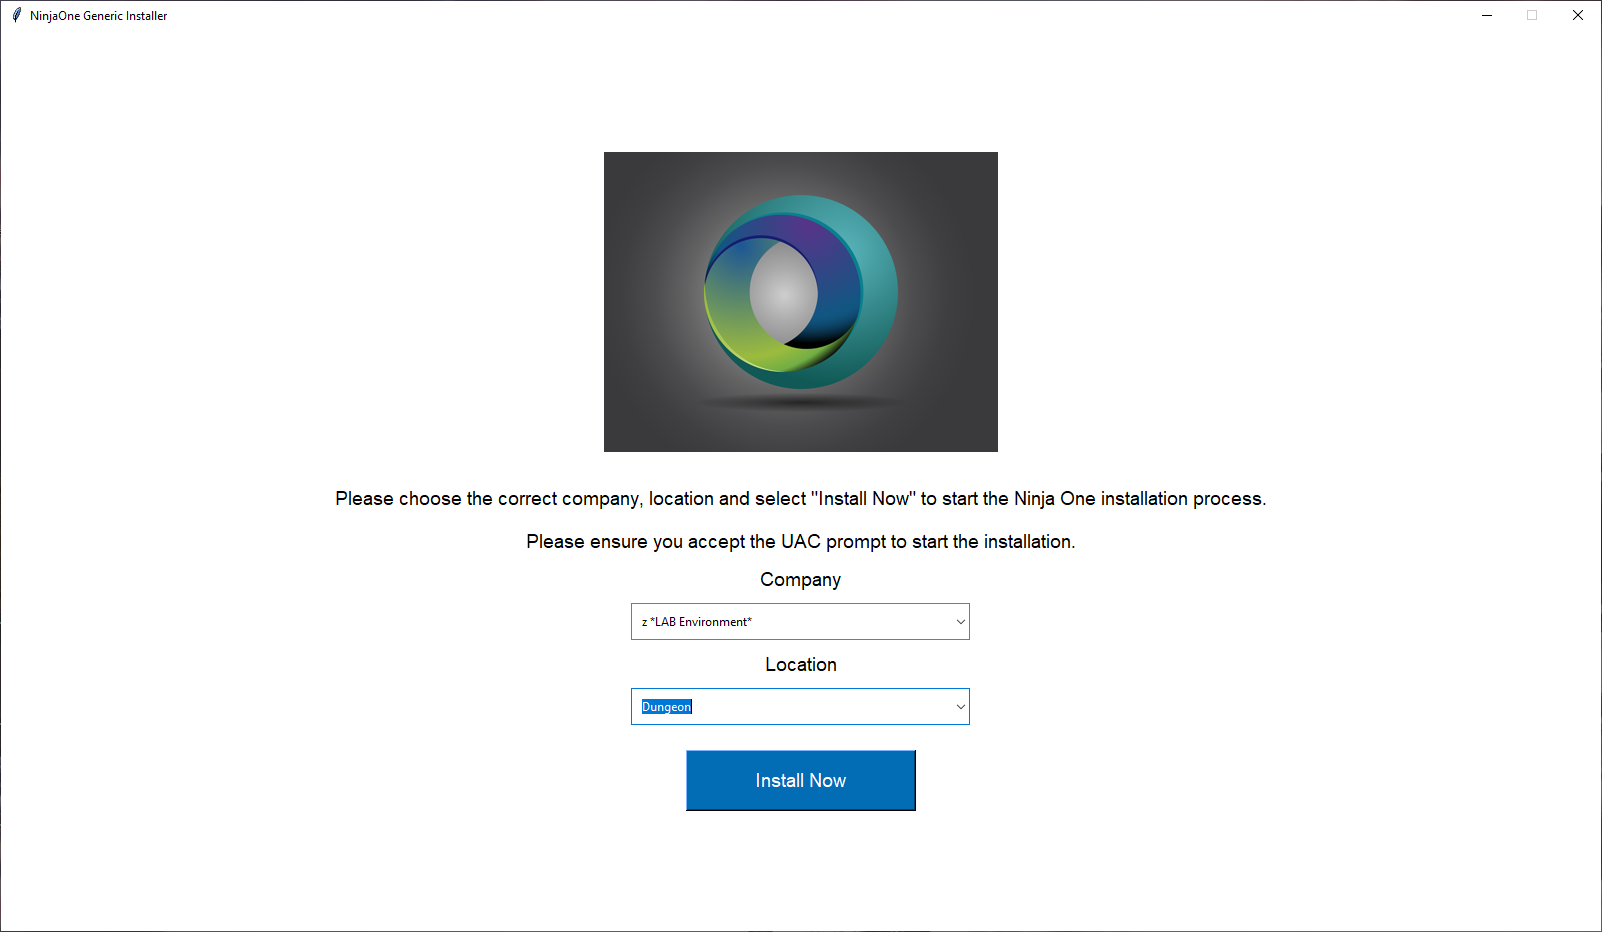 NinjaOne Generic Installer
Please choose the correct company, location and select "Install Now" to start the Ninja One installation process.
Please ensure you accept the UAC prompt to start the installation.
Company
z *LAB Environment*
Location
Dungeon
Install Now